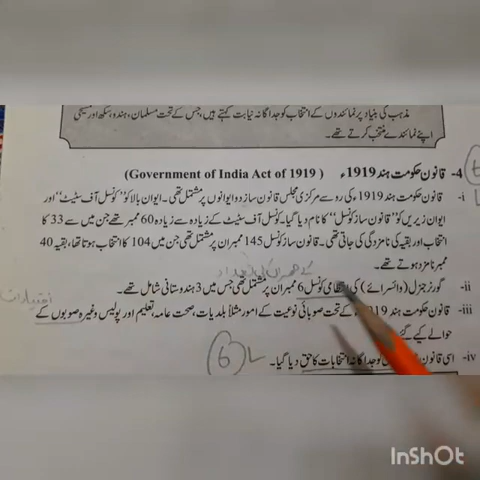 مذہب کی بنیاد پر نمائندوں کے انتخاب کو جداگانہ نیابت کہتے ہیں، جس کے تحت مسلمان، ہندو، سکھ اور مسیحی
اپنے نمائندے منتخب کرتے تھے۔
4- قانون حکومت ہند 1919ء (Government of India Act of 1919)
i- قانون حکومت ہند 1919ء کی رو سے مرکزی مجلس قانون ساز دو ایوانوں پر مشتمل تھی۔ ایوان بالا کو "کونسل آف سٹیٹ" اور
ایوان زیریں کو "قانون ساز کونسل" کا نام دیا گیا۔ کونسل آف سٹیٹ کے زیادہ سے زیادہ 60 ممبر تھے جن میں سے 33 کا
انتخاب اور بقیہ کی نامزدگی کی جاتی تھی۔ قانون ساز کونسل 145 ممبران پر مشتمل تھی جن میں 104 کا انتخاب ہوتا تھا، بقیہ 40
ممبر نامزد ہوتے تھے۔
کے ممبران کی تعداد
ii- گورنر جنرل (وائسرائے) کی انتظامی کونسل 6 ممبران پر مشتمل تھی جس میں 3 ہندوستانی شامل تھے۔
اختیارات
iii- قانون حکومت ہند 1919ء کے تحت صوبائی نوعیت کے امور مثلاً بلدیات، صحت عامہ، تعلیم اور پولیس وغیرہ صوبوں کے
حوالے کیے گئے
iv- اسی قانون کو جداگانہ انتخابات کا حق دیا گیا۔
6
InShOt